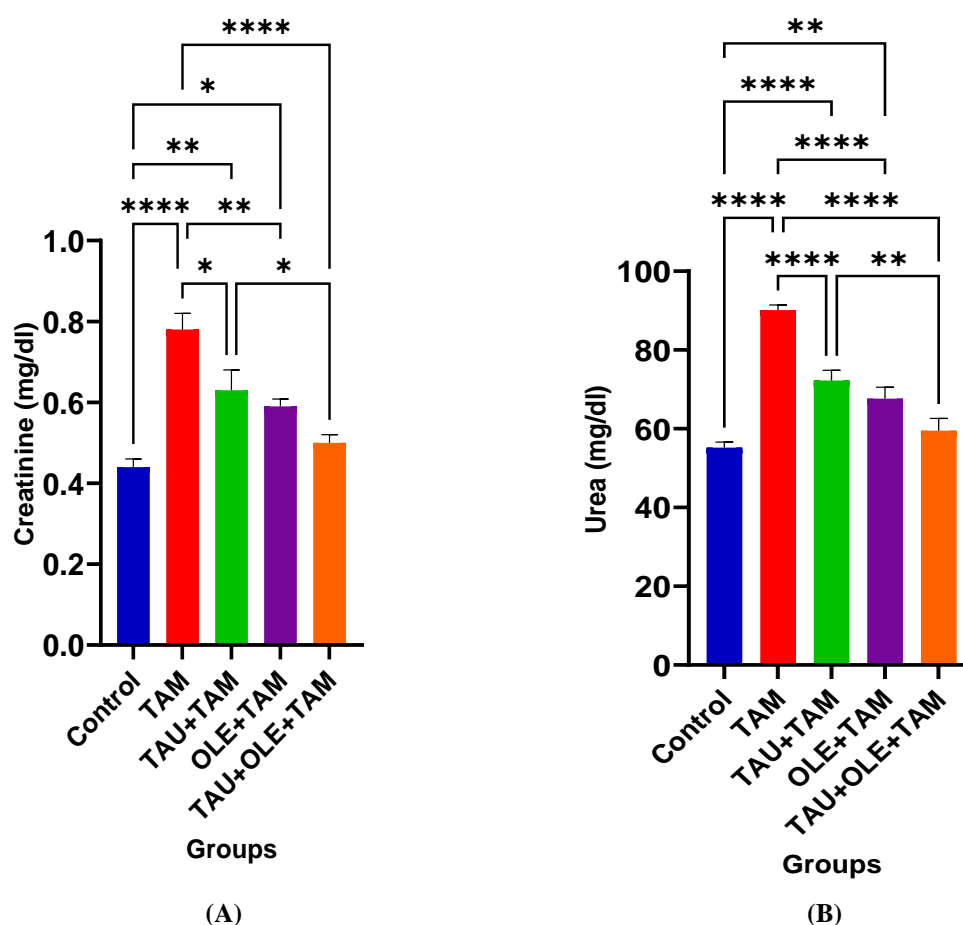 ****
*
**
****
**
*
*
1.0
0.8
0.6
0.4
0.2
0.0
Creatinine (mg/dl)
Control
TAM
TAU+TAM
OLE+TAM
TAU+OLE+TAM
Groups
(A)
**
****
****
****
****
****
**
100
80
60
40
20
0
Urea (mg/dl)
Control
TAM
TAU+TAM
OLE+TAM
TAU+OLE+TAM
Groups
(B)